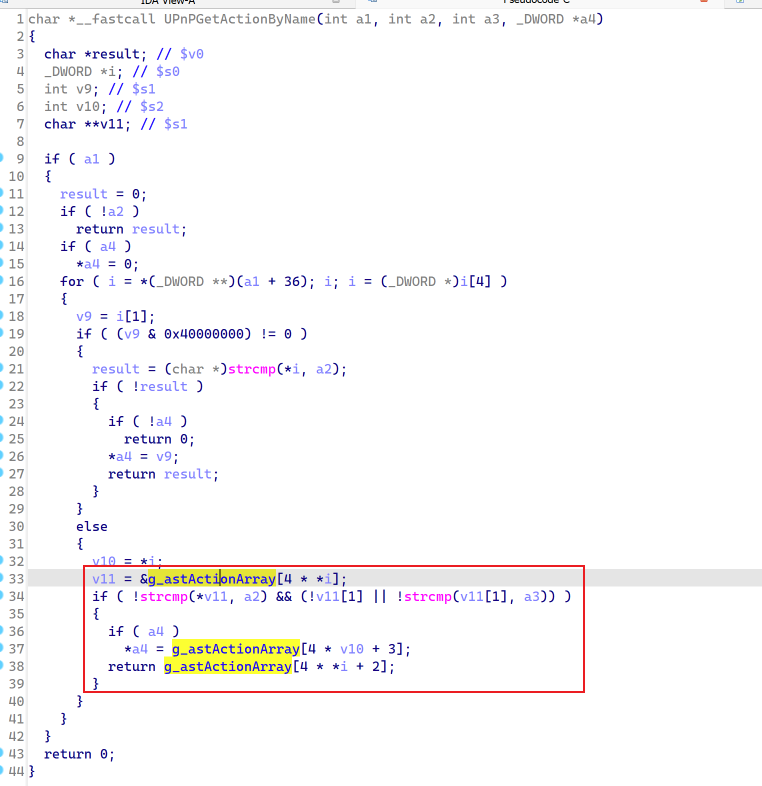 IDA View-A Pseudocode-C
1 char *__fastcall UPnPGetActionByName(int a1, int a2, int a3, _DWORD *a4)
2 {
3 char *result; // $v0
4 _DWORD *i; // $s0
5 int v9; // $s1
6 int v10; // $s2
7 char **v11; // $s1
8
9 if ( a1 )
10 {
11 result = 0;
12 if ( !a2 )
13 return result;
14 if ( a4 )
15 *a4 = 0;
16 for ( i = *(_DWORD **)(a1 + 36); i; i = (_DWORD *)i[4] )
17 {
18 v9 = i[1];
19 if ( (v9 & 0x40000000) != 0 )
20 {
21 result = (char *)strcmp(*i, a2);
22 if ( !result )
23 {
24 if ( !a4 )
25 return 0;
26 *a4 = v9;
27 return result;
28 }
29 }
30 else
31 {
32 v10 = *i;
33 v11 = &g_astActionArray[4 * *i];
34 if ( !strcmp(*v11, a2) && (!v11[1] || !strcmp(v11[1], a3)) )
35 {
36 if ( a4 )
37 *a4 = g_astActionArray[4 * v10 + 3];
38 return g_astActionArray[4 * *i + 2];
39 }
40 }
41 }
42 }
43 return 0;
44 }